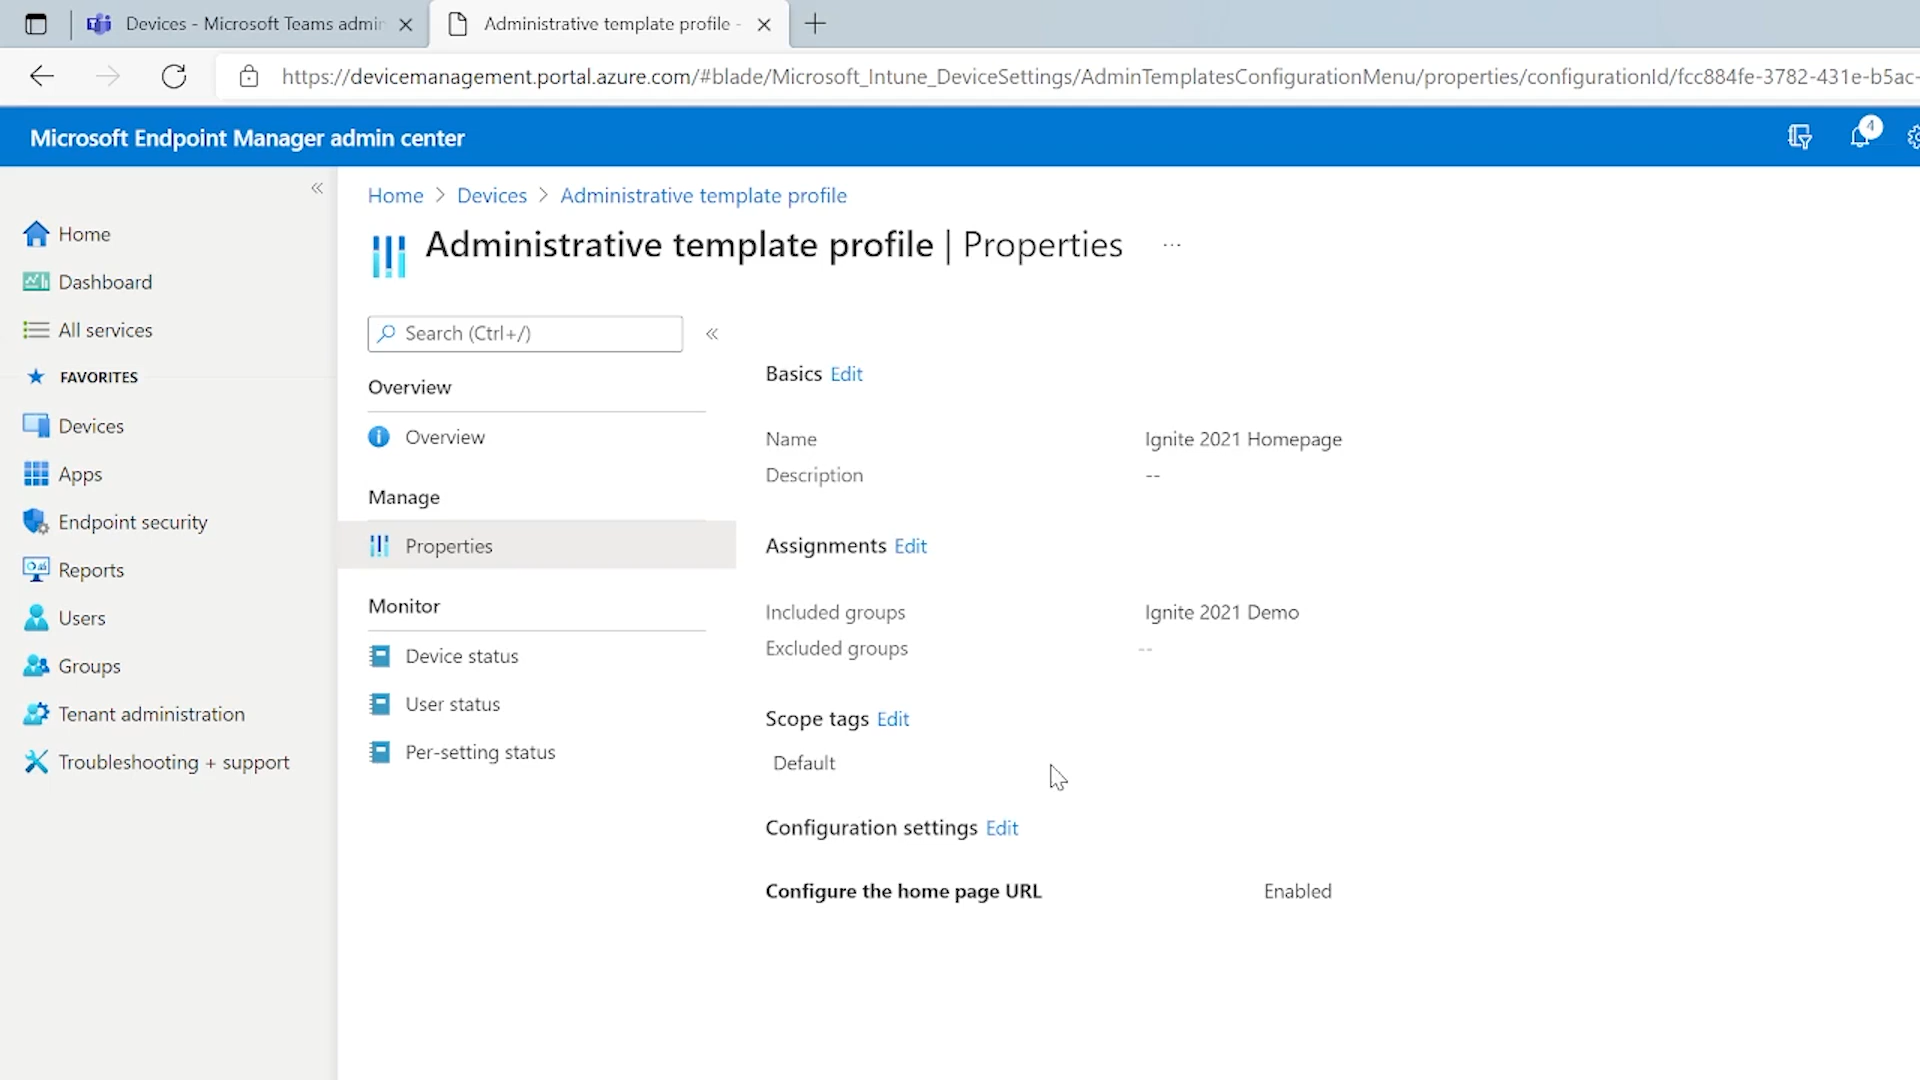 Devices - Microsoft Teams admin
Administrative template profile -
https://devicemanagement.portal.azure.com/#blade/Microsoft_Intune_DeviceSettings/AdminTemplatesConfigurationMenu/properties/configurationId/fcc884fe-3782-431e-b5ac-
Microsoft Endpoint Manager admin center
4
Home
Dashboard
All services
FAVORITES
Devices
Apps
Endpoint security
Reports
Users
Groups
Tenant administration
Troubleshooting + support
Home > Devices > Administrative template profile
Administrative template profile | Properties ...
Search (Ctrl+/)
Overview
Overview
Manage
Properties
Monitor
Device status
User status
Per-setting status
Basics Edit
Name Ignite 2021 Homepage
Description --
Assignments Edit
Included groups Ignite 2021 Demo
Excluded groups --
Scope tags Edit
Default
Configuration settings Edit
Configure the home page URL Enabled